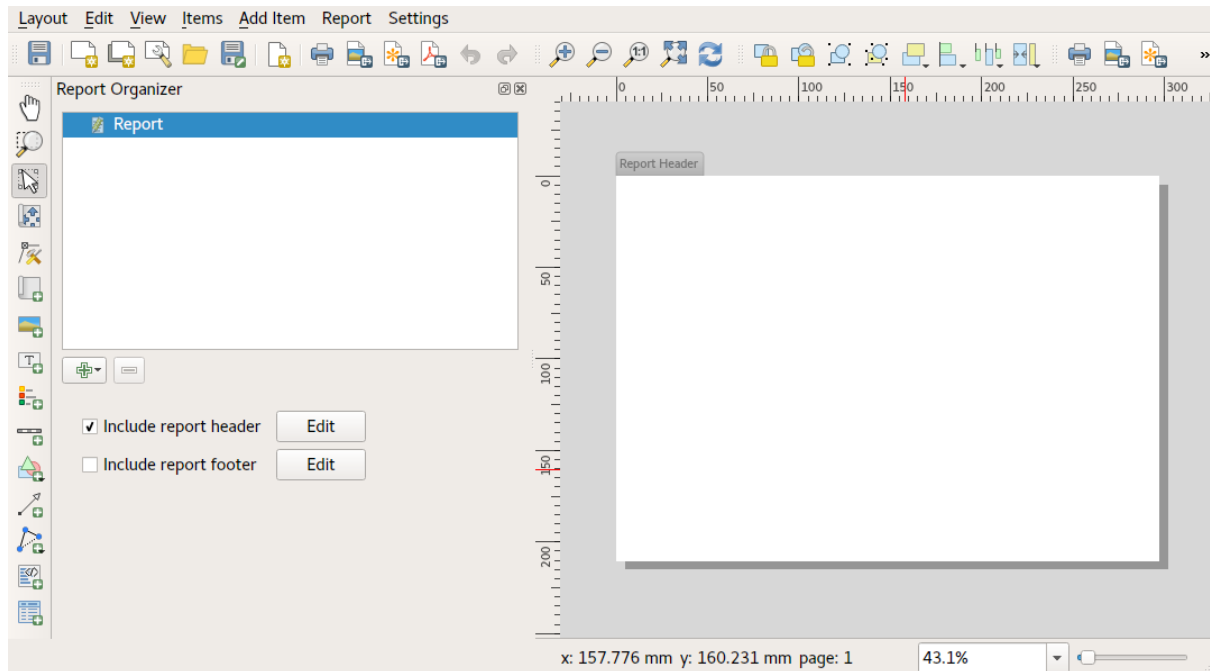 Layout Edit View Items Add Item Report Settings
1:1
»
Report Organizer
0 50 100 150 200 250 300
Report
Report Header
0
50
T
100
Include report header Edit
Include report footer Edit
150
200
x: 157.776 mm y: 160.231 mm page: 1 43.1%